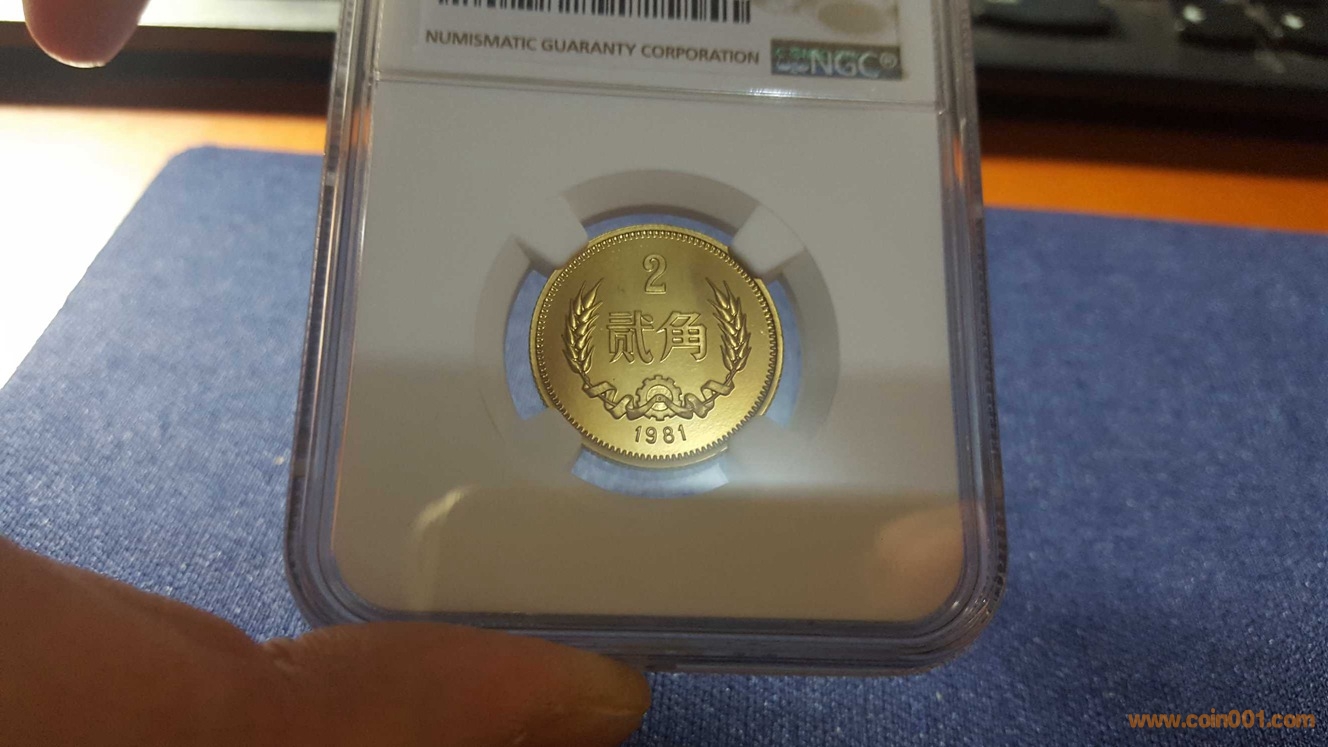 NUMISMATIC GUARANTY CORPORATION
NGC®
2
贰角
1981
www.coin001.com